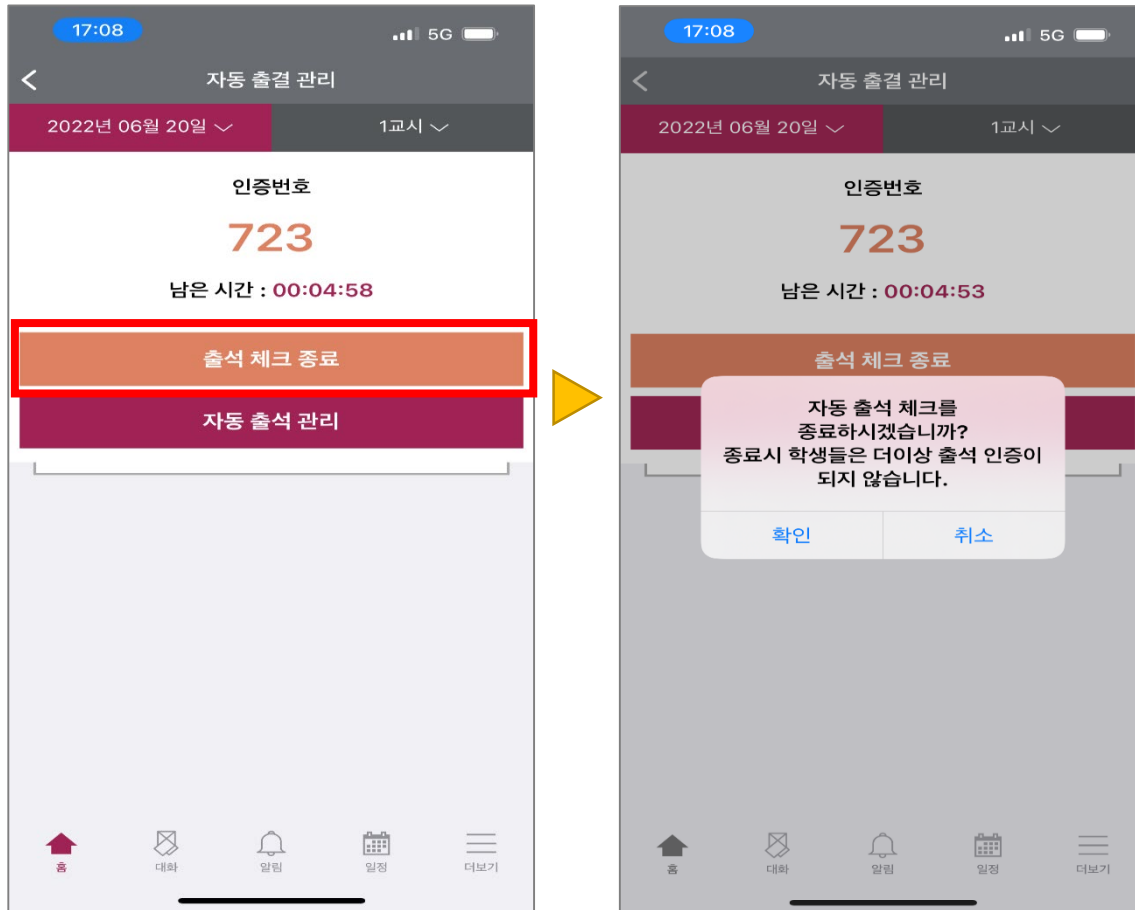 17:08
5G
자동 출결 관리
2022년 06월 20일
1교시
인증번호
723
남은 시간 : 00:04:58
출석 체크 종료
자동 출석 관리
홈
대화
알림
일정
더보기
17:08
5G
자동 출결 관리
2022년 06월 20일
1교시
인증번호
723
남은 시간 : 00:04:53
출석 체크 종료
자동 출석 체크를
종료하시겠습니까?
종료시 학생들은 더이상 출석 인증이
되지 않습니다.
확인
취소
홈
대화
알림
일정
더보기